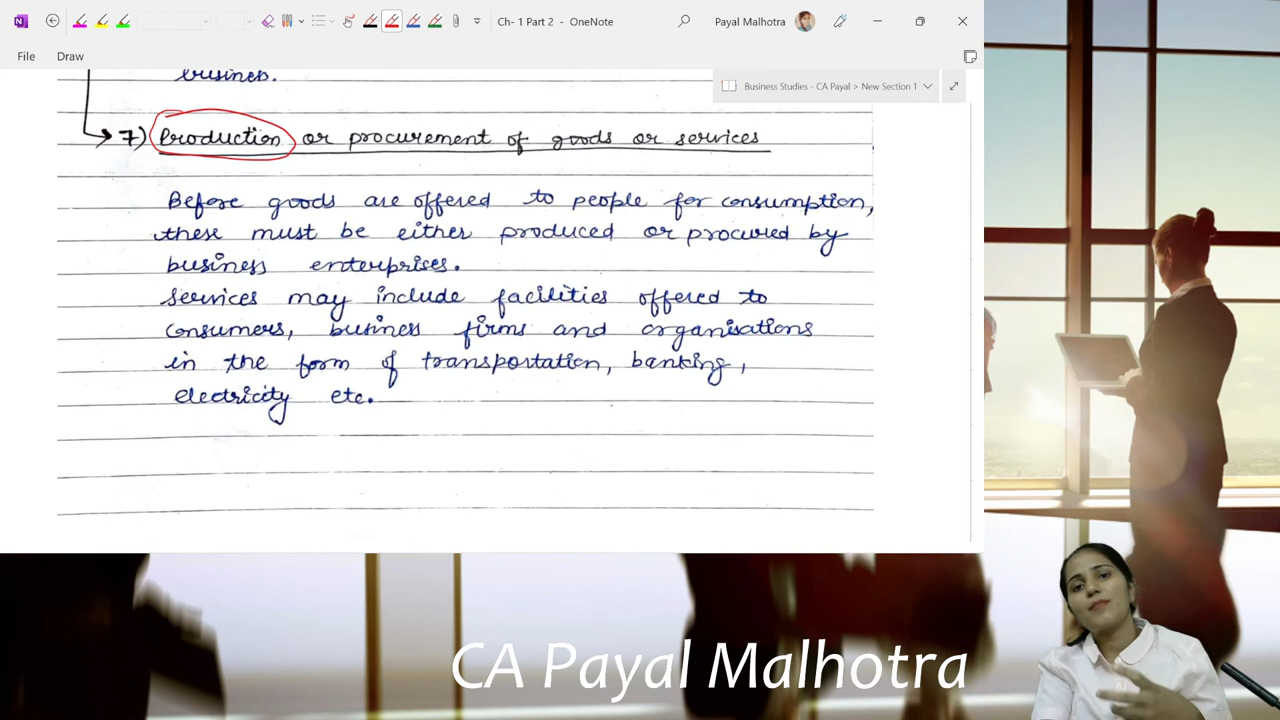 Ch- 1 Part 2 - OneNote
Payal Malhotra
File Draw
business.
Business Studies - CA Payal > New Section 1
7) Production or procurement of goods or services
Before goods are offered to people for consumption,
these must be either produced or procured by
business enterprises.
services may include facilities offered to
consumers, business firms and organisations
in the form of transportation, banking,
electricity etc.
CA Payal Malhotra